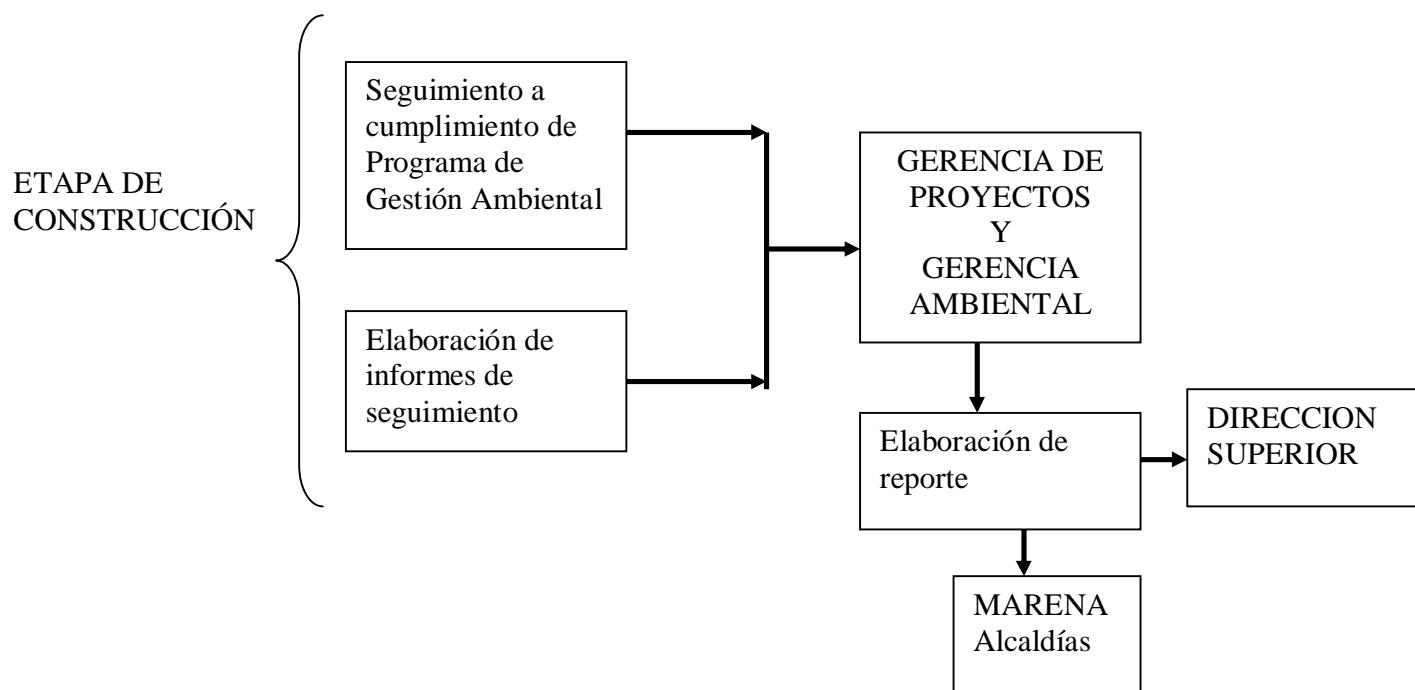 ETAPA DE
CONSTRUCCIÓN
Seguimiento a
cumplimiento de
Programa de
Gestión Ambiental
Elaboración de
informes de
seguimiento
GERENCIA DE
PROYECTOS
Y
GERENCIA
AMBIENTAL
Elaboración de
reporte
DIRECCION
SUPERIOR
MARENA
Alcaldías